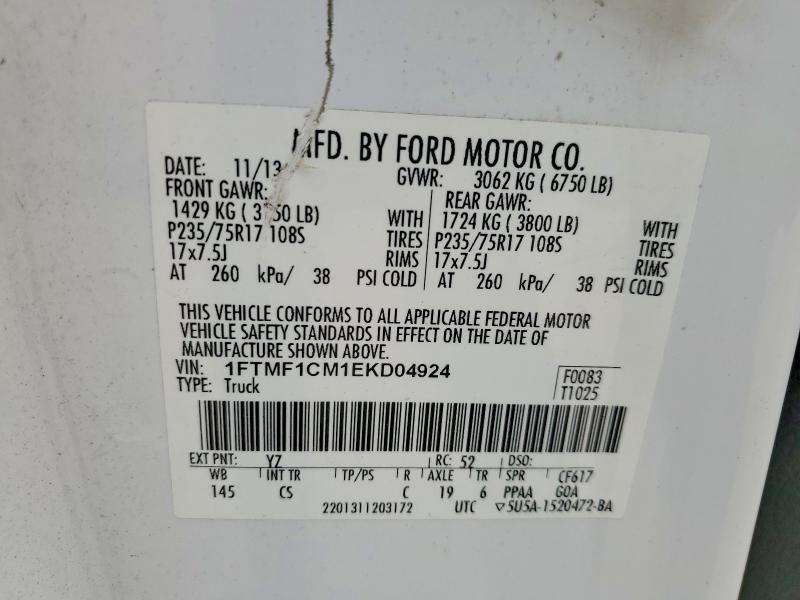 MFD. BY FORD MOTOR CO.
DATE: 11/13 GVWR: 3062 KG ( 6750 LB)
FRONT GAWR: REAR GAWR:
1429 KG ( 3150 LB) WITH 1724 KG ( 3800 LB) WITH
P235/75R17 108S TIRES P235/75R17 108S TIRES
17x7.5J RIMS 17x7.5J RIMS
AT 260 kPa/ 38 PSI COLD AT 260 kPa/ 38 PSI COLD
THIS VEHICLE CONFORMS TO ALL APPLICABLE FEDERAL MOTOR
VEHICLE SAFETY STANDARDS IN EFFECT ON THE DATE OF
MANUFACTURE SHOWN ABOVE.
VIN: 1FTMF1CM1EKD04924
TYPE: Truck
F0083
T1025
EXT PNT: Y7 RC: 52 DSO:
WB INT TR TP/PS R AXLE TR SPR CF617
145 CS C 19 6 PPAA GOA
2201311203172 UTC ▽5U5A-1520472-BA